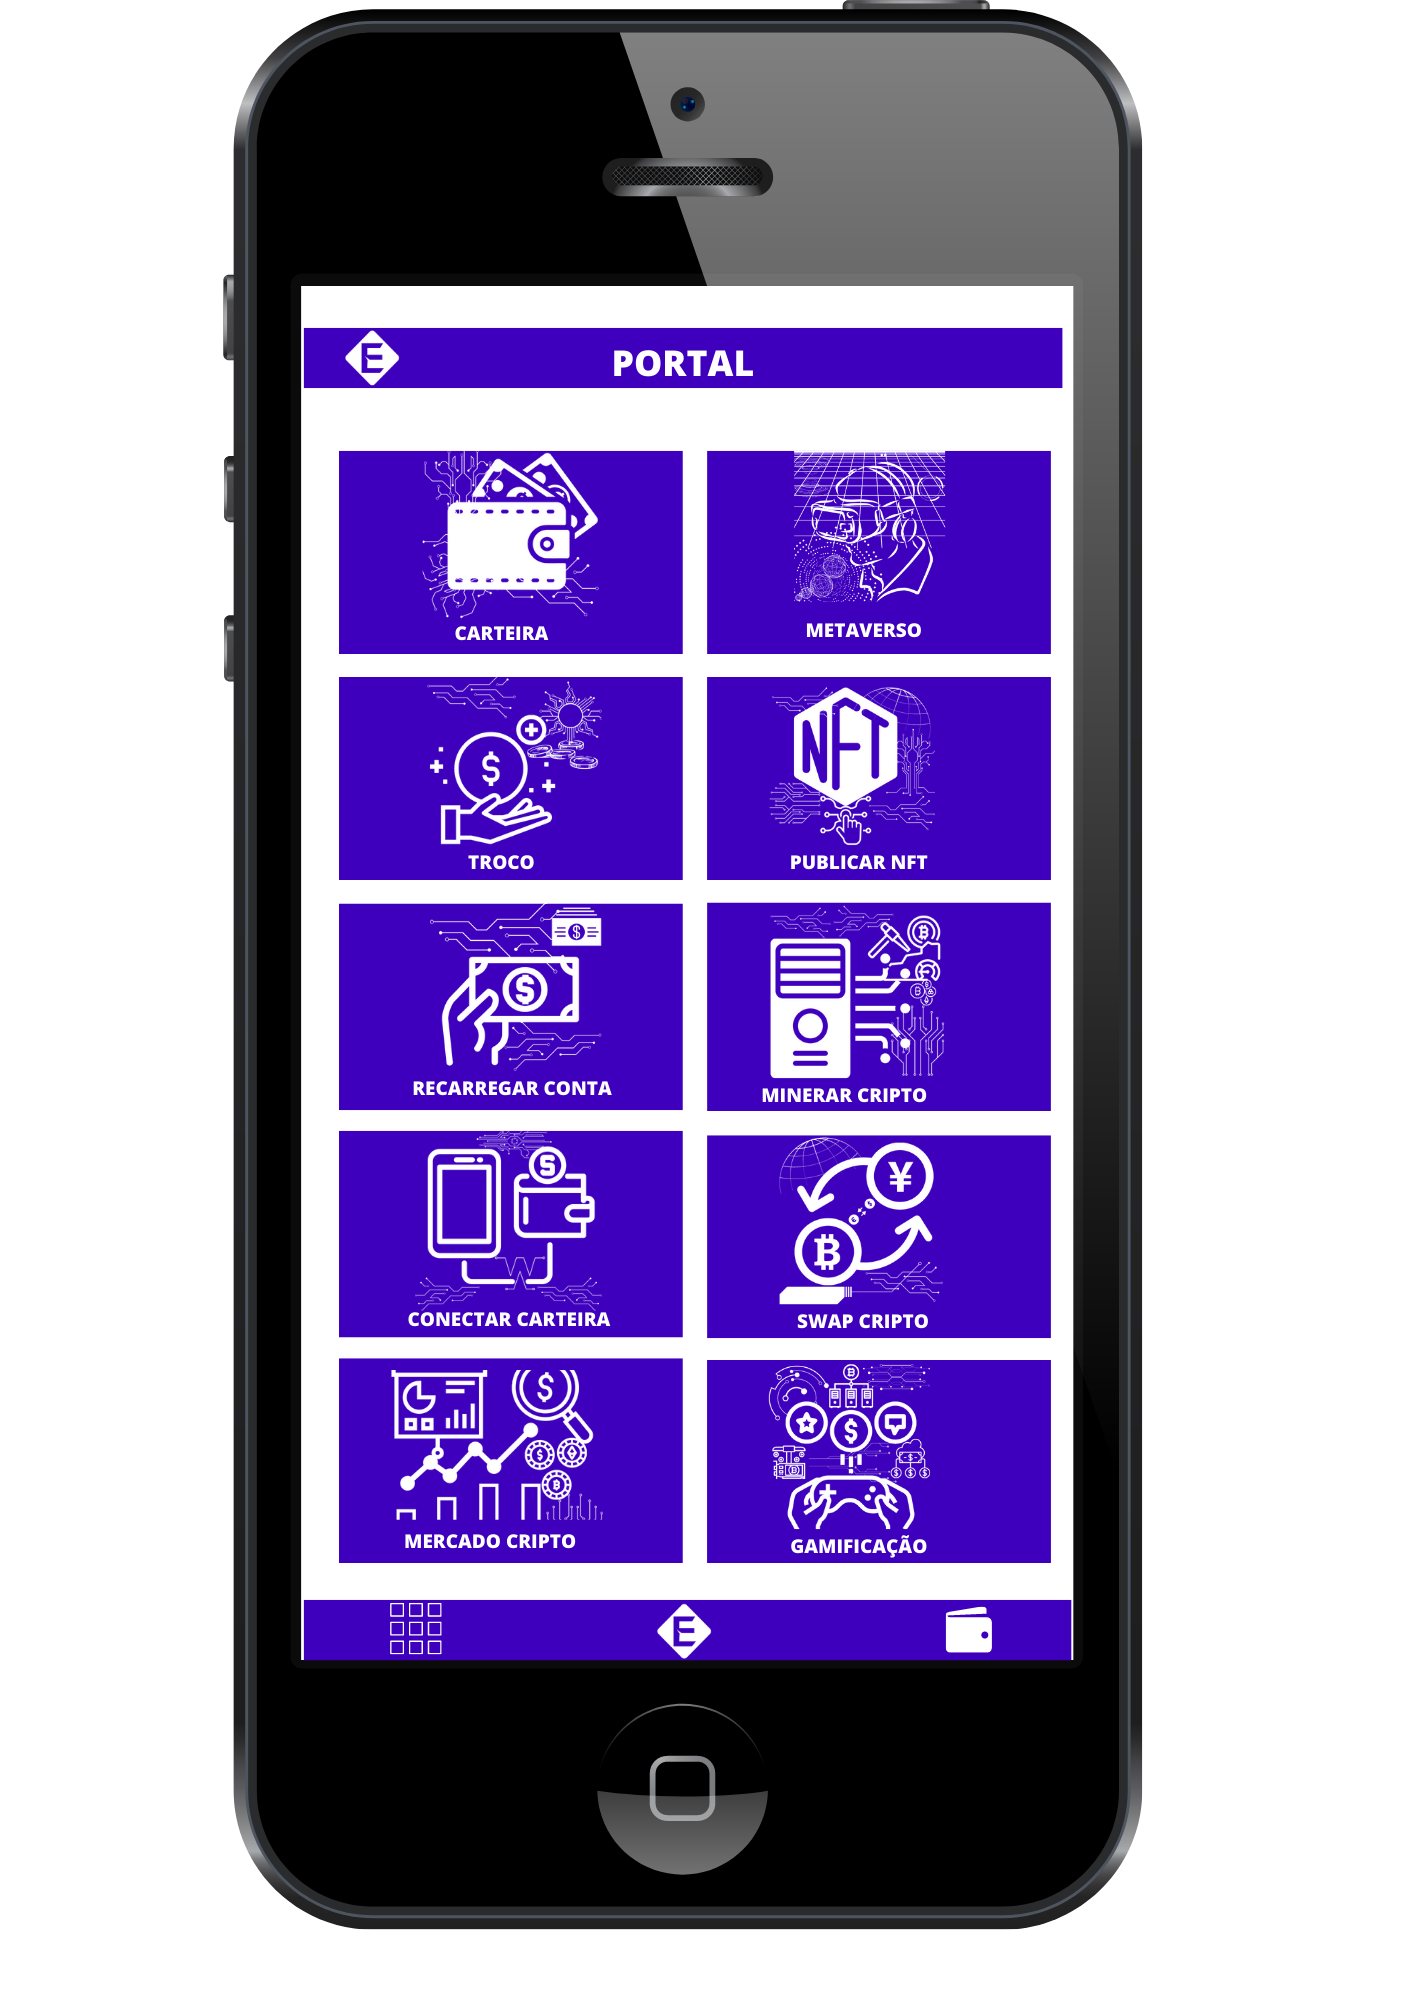 E
PORTAL
CARTEIRA
METAVERSO
$
NFT
TROCO
PUBLICAR NFT
$
$
RECARREGAR CONTA
MINERAR CRIPTO
S
¥
W
CONECTAR CARTEIRA
SWAP CRIPTO
$
$
MERCADO CRIPTO
GAMIFICAÇÃO
E